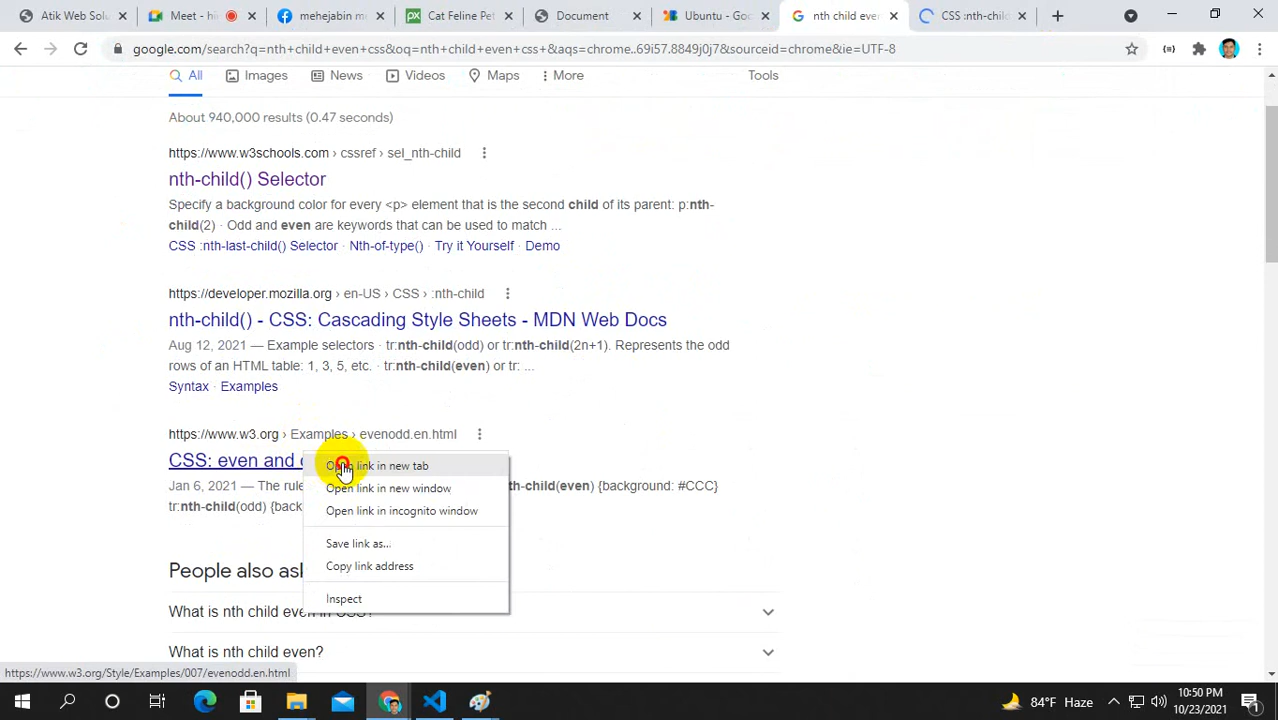 Atik Web Solu
Meet - hi
mehejabin m
Cat Feline Pet
Document
Ubuntu - Goo
nth child eve
CSS :nth-chil
google.com/search?q=nth+child+even+css&oq=nth+child+even+css+&aqs=chrome..69i57.8849j0j7&sourceid=chrome&ie=UTF-8
All
Images
News
Videos
Maps
More
Tools
About 940,000 results (0.47 seconds)
https://www.w3schools.com › cssref › sel_nth-child
nth-child() Selector
Specify a background color for every <p> element that is the second child of its parent: p:nth-
child(2) · Odd and even are keywords that can be used to match ...
CSS :nth-last-child() Selector · Nth-of-type() · Try it Yourself · Demo
https://developer.mozilla.org › en-US › CSS › :nth-child
nth-child() - CSS: Cascading Style Sheets - MDN Web Docs
Aug 12, 2021 — Example selectors · tr:nth-child(odd) or tr:nth-child(2n+1). Represents the odd
rows of an HTML table: 1, 3, 5, etc. · tr:nth-child(even) or tr: ...
Syntax · Examples
https://www.w3.org › Examples › evenodd.en.html
CSS: even and
Open link in new tab
Jan 6, 2021 — The rule
Open link in new window
th-child(even) {background: #CCC}
tr:nth-child(odd) {bac
Open link in incognito window
Save link as...
Copy link address
People also as
Inspect
What is nth child even in CSS?
What is nth child even?
https://www.w3.org/Style/Examples/007/evenodd.en.html
84°F Haze
10:50 PM
10/23/2021